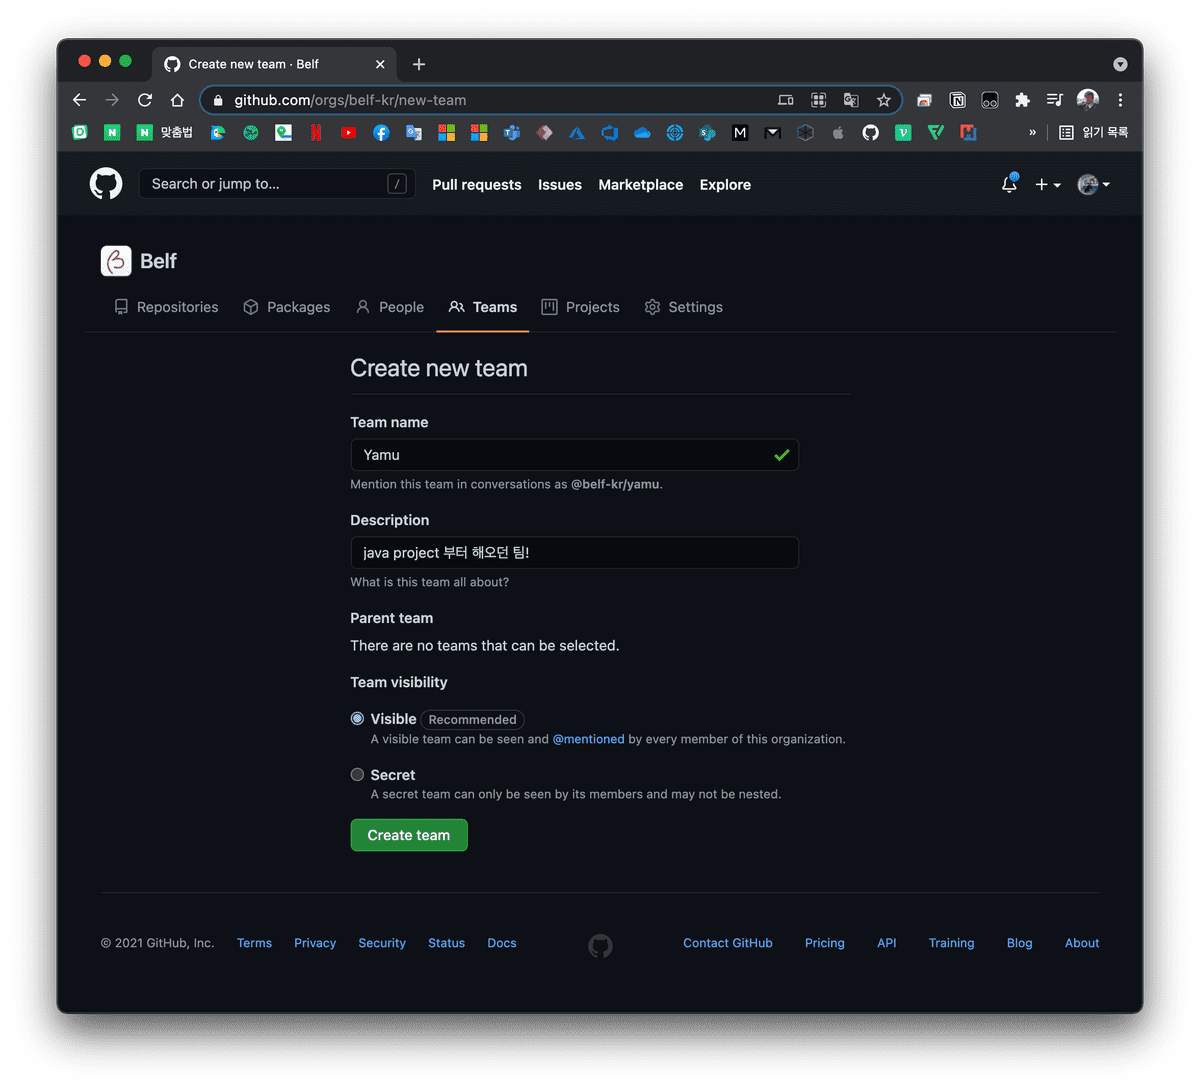 Create new team · Belf
github.com/orgs/belf-kr/new-team
맞춤법
읽기 목록
Search or jump to...
/
Pull requests
Issues
Marketplace
Explore
Belf
Repositories
Packages
People
Teams
Projects
Settings
Create new team
Team name
Yamu
Mention this team in conversations as @belf-kr/yamu.
Description
java project 부터 해오던 팀!
What is this team all about?
Parent team
There are no teams that can be selected.
Team visibility
Visible Recommended
A visible team can be seen and @mentioned by every member of this organization.
Secret
A secret team can only be seen by its members and may not be nested.
Create team
© 2021 GitHub, Inc.
Terms
Privacy
Security
Status
Docs
Contact GitHub
Pricing
API
Training
Blog
About